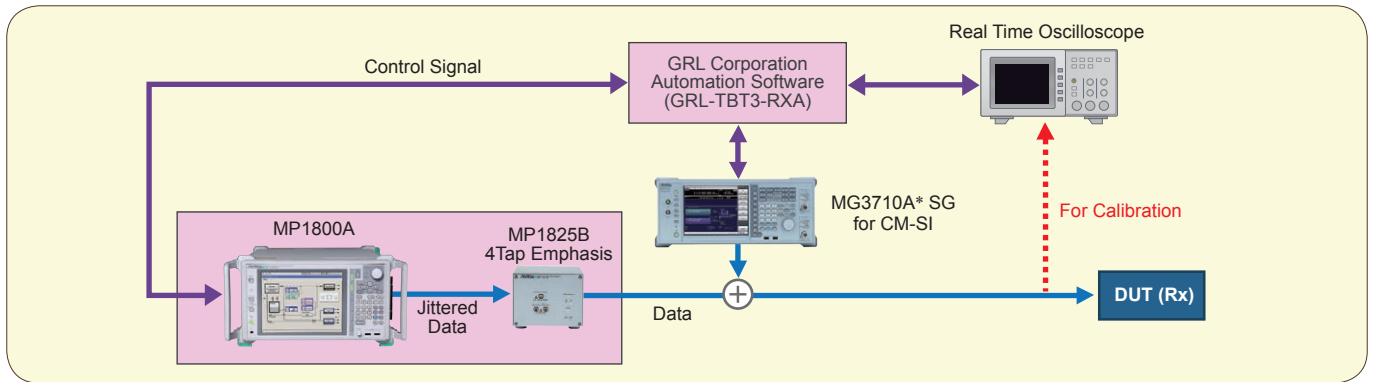 Real Time Oscilloscope
Control Signal
GRL Corporation
Automation Software
(GRL-TBT3-RXA)
MG3710A* SG
for CM-SI
For Calibration
MP1800A
MP1825B
4Tap Emphasis
Jittered
Data
Data
+
DUT (Rx)